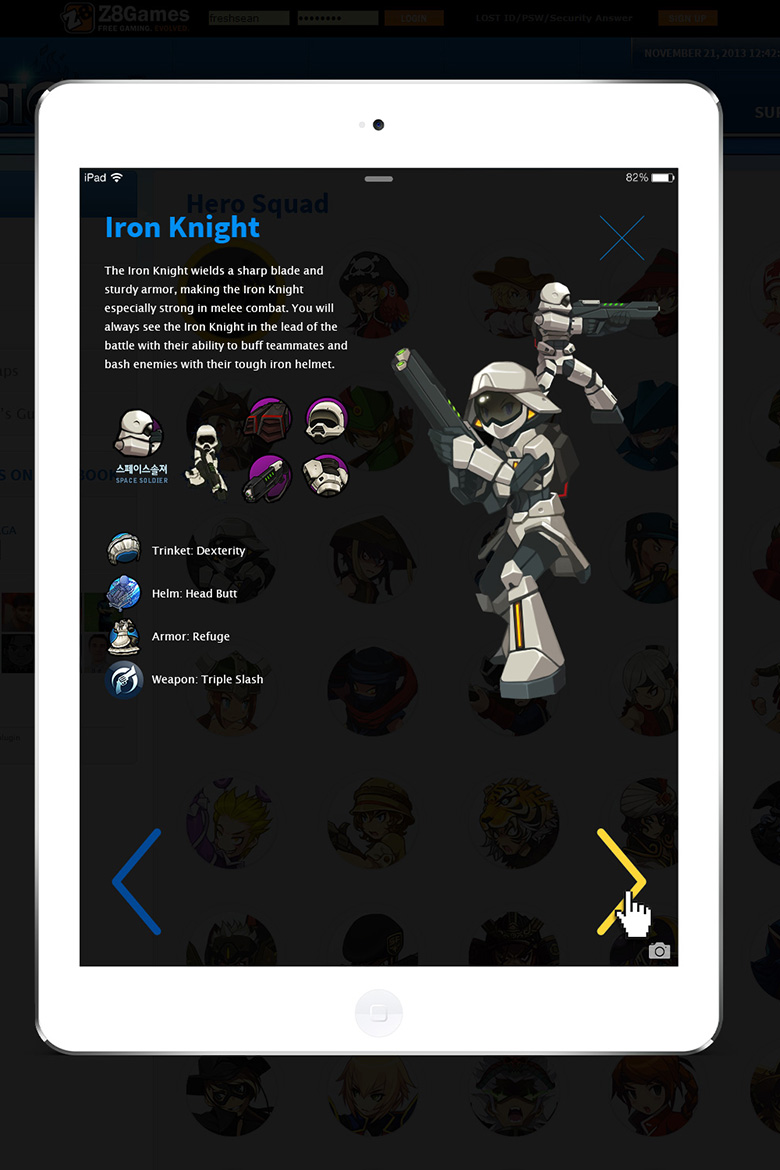 Z8Games
FREE GAMING. EVOLVED.
freshsean
LOGIN
LOST ID/PSW/Security Answer
SIGN UP
NOVEMBER 21, 2013 12:42:
SU
iPad
82%
Hero Squad
Iron Knight
The Iron Knight wields a sharp blade and
sturdy armor, making the Iron Knight
especially strong in melee combat. You will
always see the Iron Knight in the lead of the
battle with their ability to buff teammates and
bash enemies with their tough iron helmet.
스페이스솔져
SPACE SOLDIER
Trinket: Dexterity
Helm: Head Butt
Armor: Refuge
Weapon: Triple Slash